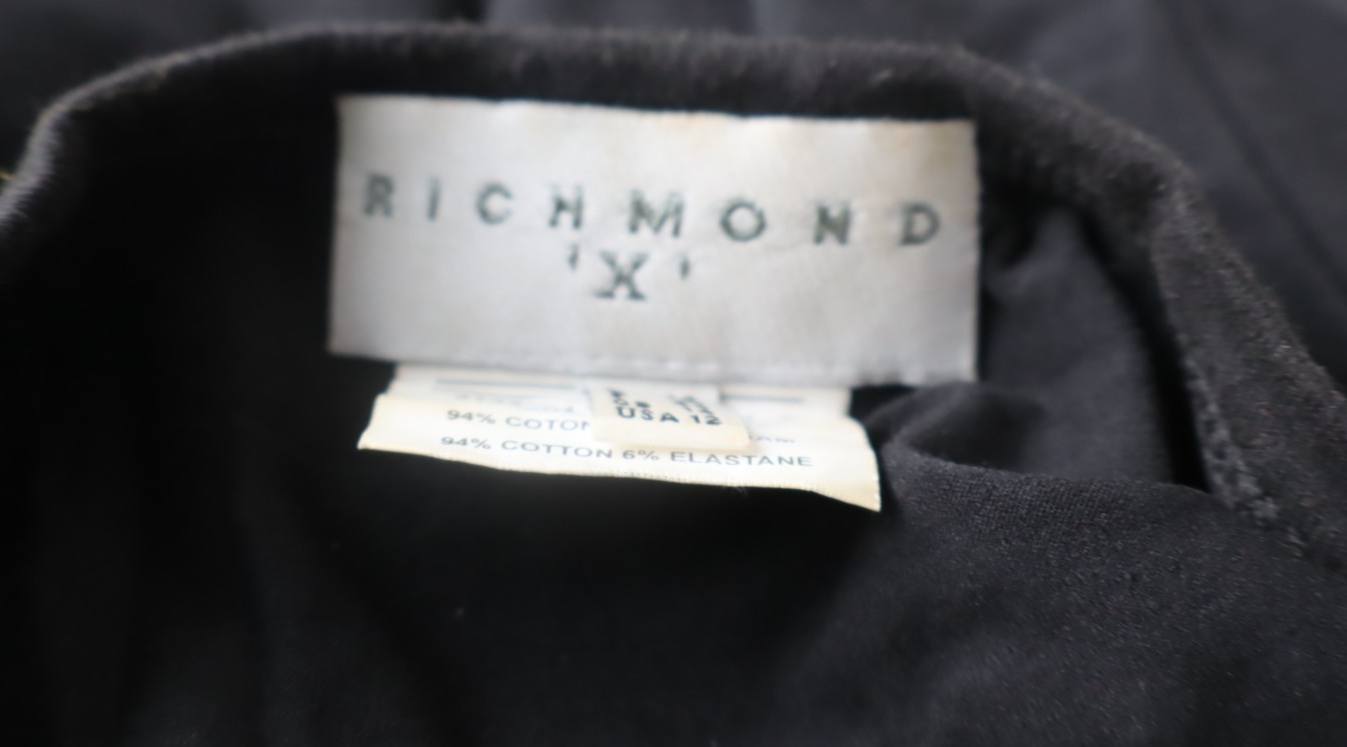 RICHMOND
'X'
USA 12
94% COTON
94% COTTON 6% ELASTANE